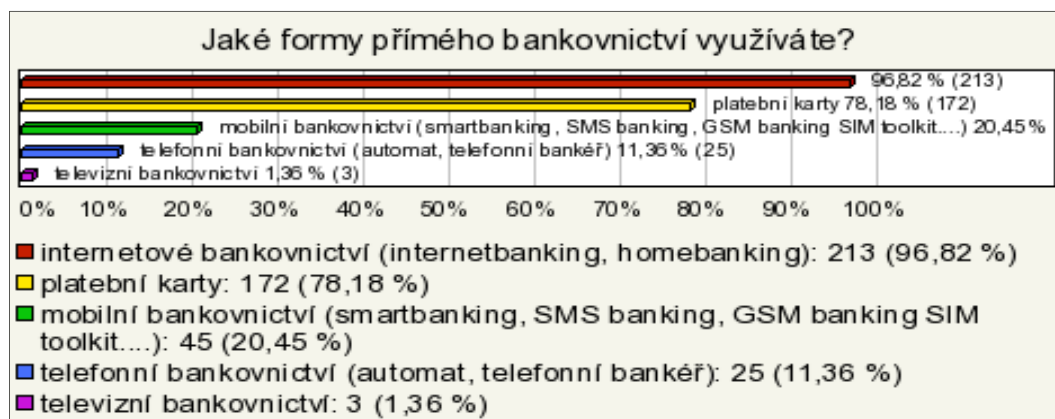 Jaké formy přímého bankovnictví využíváte?
96,82 % (213)
platební karty 78,18 % (172)
mobilní bankovnictví (smartbanking, SMS banking, GSM banking SIM toolkit....) 20,45%
telefonní bankovnictví (automat, telefonní bankéř) 11,36% (25)
televizní bankovnictví 1,36% (3)
0% 10% 20% 30% 40% 50% 60% 70% 80% 90% 100%
internetové bankovnictví (internetbanking, homebanking): 213 (96,82 %)
platební karty: 172 (78,18 %)
mobilní bankovnictví (smartbanking, SMS banking, GSM banking SIM
toolkit....): 45 (20,45 %)
telefonní bankovnictví (automat, telefonní bankéř): 25 (11,36 %)
televizní bankovnictví: 3 (1,36 %)